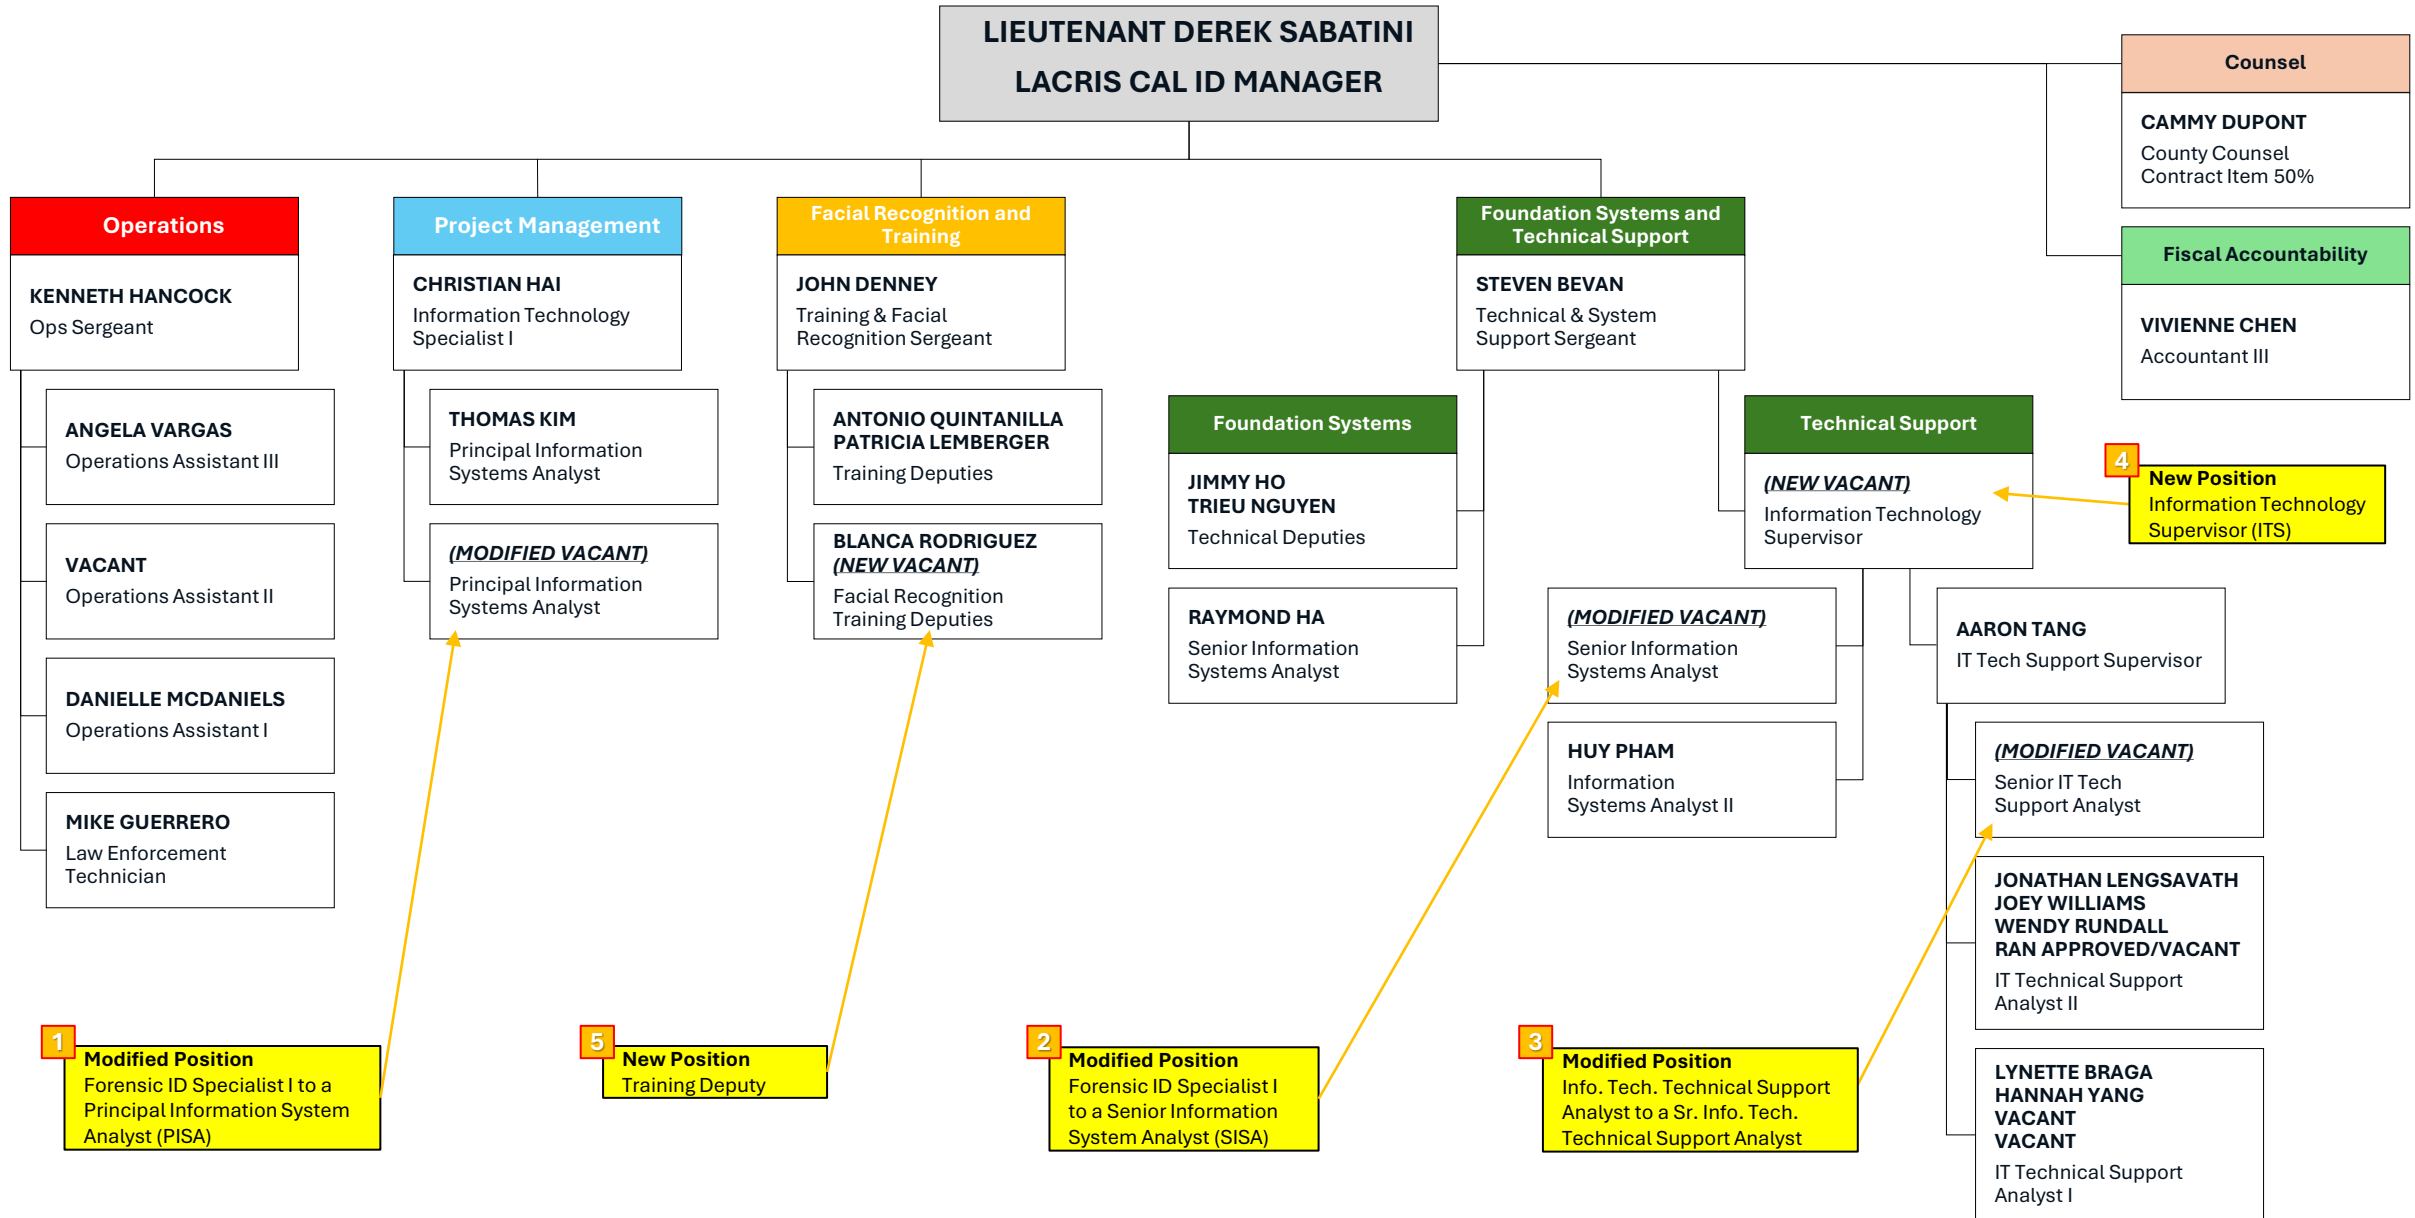 LIEUTENANT DEREK SABATINI
LACRIS CAL ID MANAGER
Counsel
CAMMY DUPONT
County Counsel
Contract Item 50%
Fiscal Accountability
VIVIENNE CHEN
Accountant III
Operations
KENNETH HANCOCK
Ops Sergeant
ANGELA VARGAS
Operations Assistant III
VACANT
Operations Assistant II
DANIELLE MCDANIELS
Operations Assistant I
MIKE GUERRERO
Law Enforcement
Technician
Project Management
CHRISTIAN HAI
Information Technology
Specialist I
THOMAS KIM
Principal Information
Systems Analyst
(MODIFIED VACANT)
Principal Information
Systems Analyst
Facial Recognition and
Training
JOHN DENNEY
Training & Facial
Recognition Sergeant
ANTONIO QUINTANILLA
PATRICIA LEMBERGER
Training Deputies
BLANCA RODRIGUEZ
(NEW VACANT)
Facial Recognition
Training Deputies
Foundation Systems and
Technical Support
STEVEN BEVAN
Technical & System
Support Sergeant
Foundation Systems
JIMMY HO
TRIEU NGUYEN
Technical Deputies
RAYMOND HA
Senior Information
Systems Analyst
Technical Support
(NEW VACANT)
Information Technology
Supervisor
(MODIFIED VACANT)
Senior Information
Systems Analyst
HUY PHAM
Information
Systems Analyst II
AARON TANG
IT Tech Support Supervisor
(MODIFIED VACANT)
Senior IT Tech
Support Analyst
JONATHAN LENGSAVATH
JOEY WILLIAMS
WENDY RUNDALL
RAN APPROVED/VACANT
IT Technical Support
Analyst II
LYNETTE BRAGA
HANNAH YANG
VACANT
VACANT
IT Technical Support
Analyst I
4
New Position
Information Technology
Supervisor (ITS)
1
Modified Position
Forensic ID Specialist I to a
Principal Information System
Analyst (PISA)
5
New Position
Training Deputy
2
Modified Position
Forensic ID Specialist I
to a Senior Information
System Analyst (SISA)
3
Modified Position
Info. Tech. Technical Support
Analyst to a Sr. Info. Tech.
Technical Support Analyst